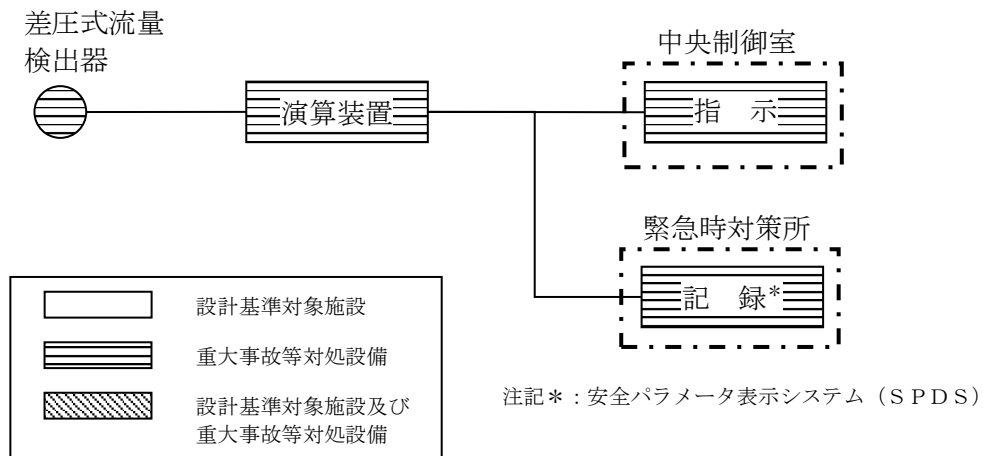 差圧式流量
検出器
演算装置
中央制御室
指　示
緊急時対策所
記　録*
設計基準対象施設
重大事故等対処設備
設計基準対象施設及び
重大事故等対処設備
注記＊：安全パラメータ表示システム（ＳＰＤＳ）